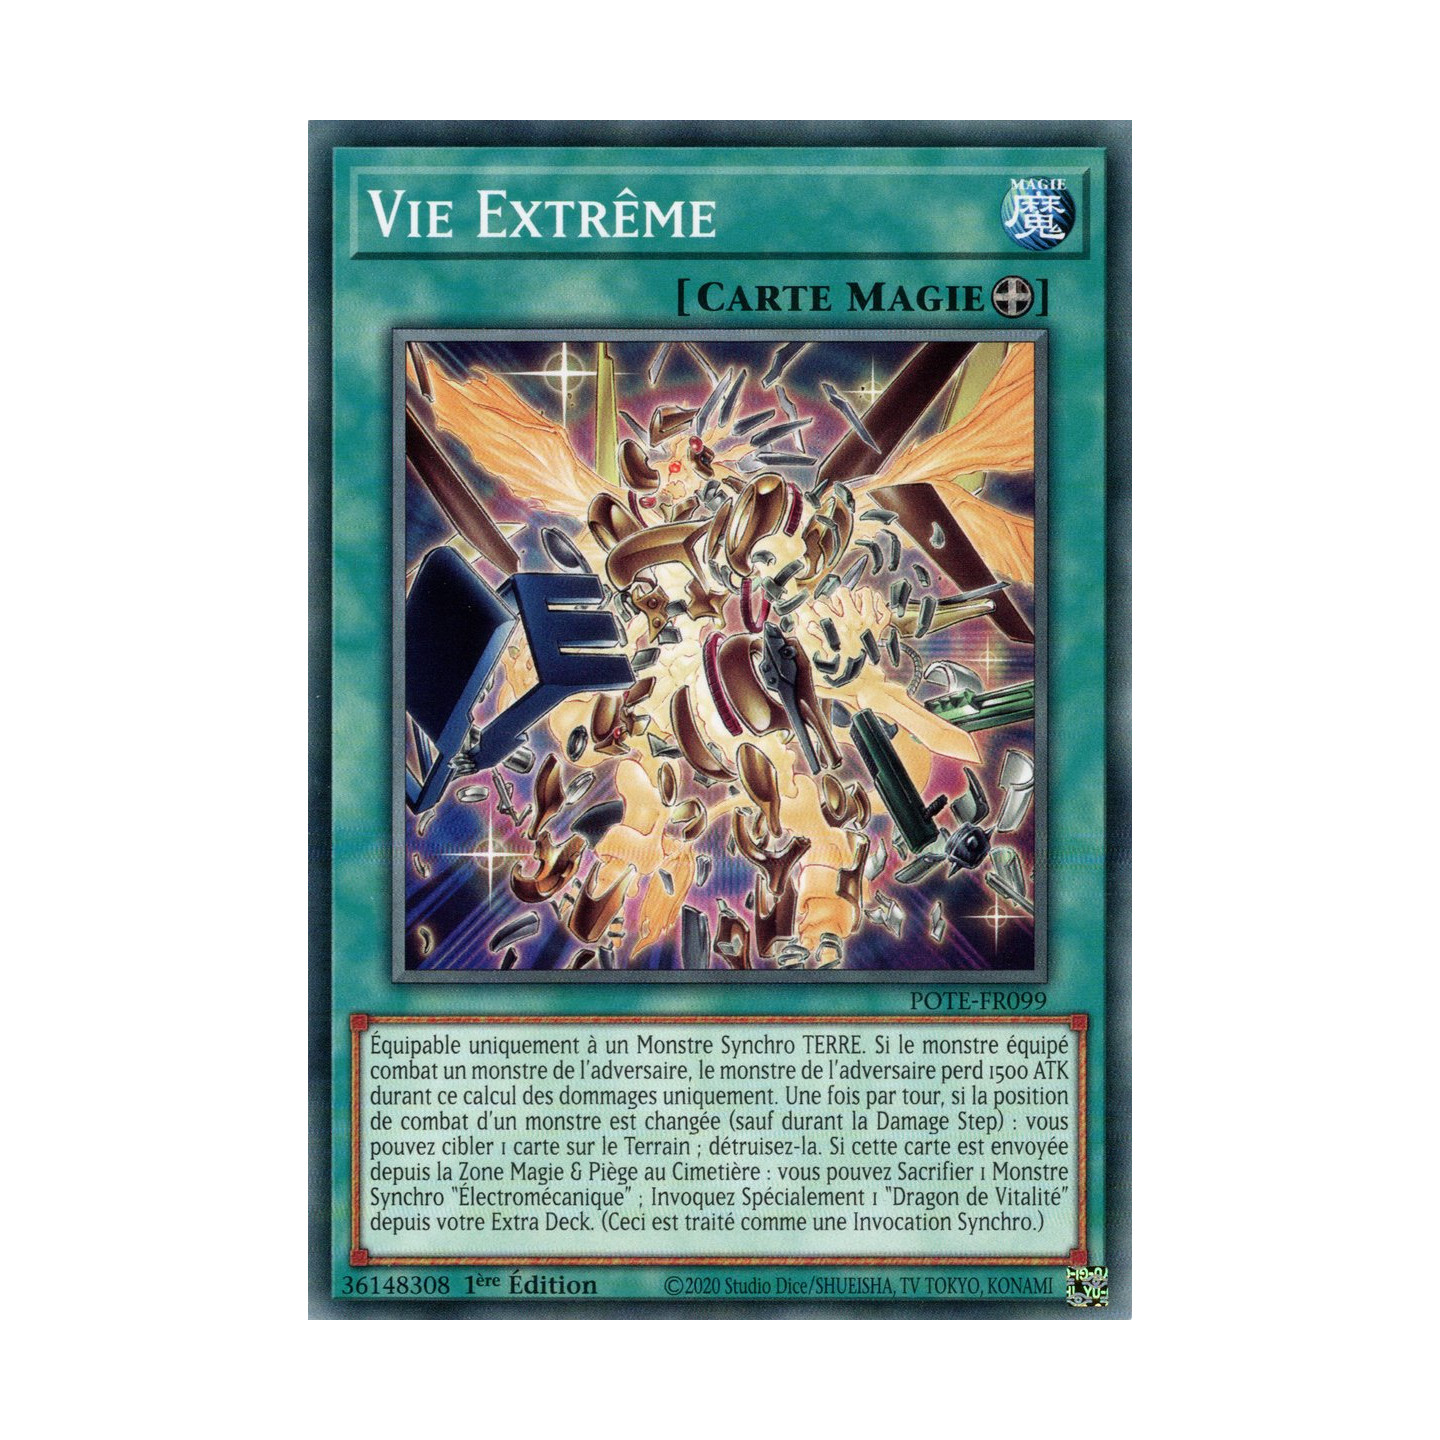 Vie Extrême
MAGIE
魔
[Carte Magie]
E
POTE-FR099
Équipable uniquement à un Monstre Synchro TERRE. Si le monstre équipé
combat un monstre de l'adversaire, le monstre de l'adversaire perd 1500 ATK
durant ce calcul des dommages uniquement. Une fois par tour, si la position
de combat d'un monstre est changée (sauf durant la Damage Step) : vous
pouvez cibler 1 carte sur le Terrain ; détruisez-la. Si cette carte est envoyée
depuis la Zone Magie & Piège au Cimetière : vous pouvez Sacrifier 1 Monstre
Synchro "Électromécanique" ; Invoquez Spécialement 1 "Dragon de Vitalité"
depuis votre Extra Deck. (Ceci est traité comme une Invocation Synchro.)
36148308 1ère Édition
©2020 Studio Dice/SHUEISHA, TV TOKYO, KONAMI